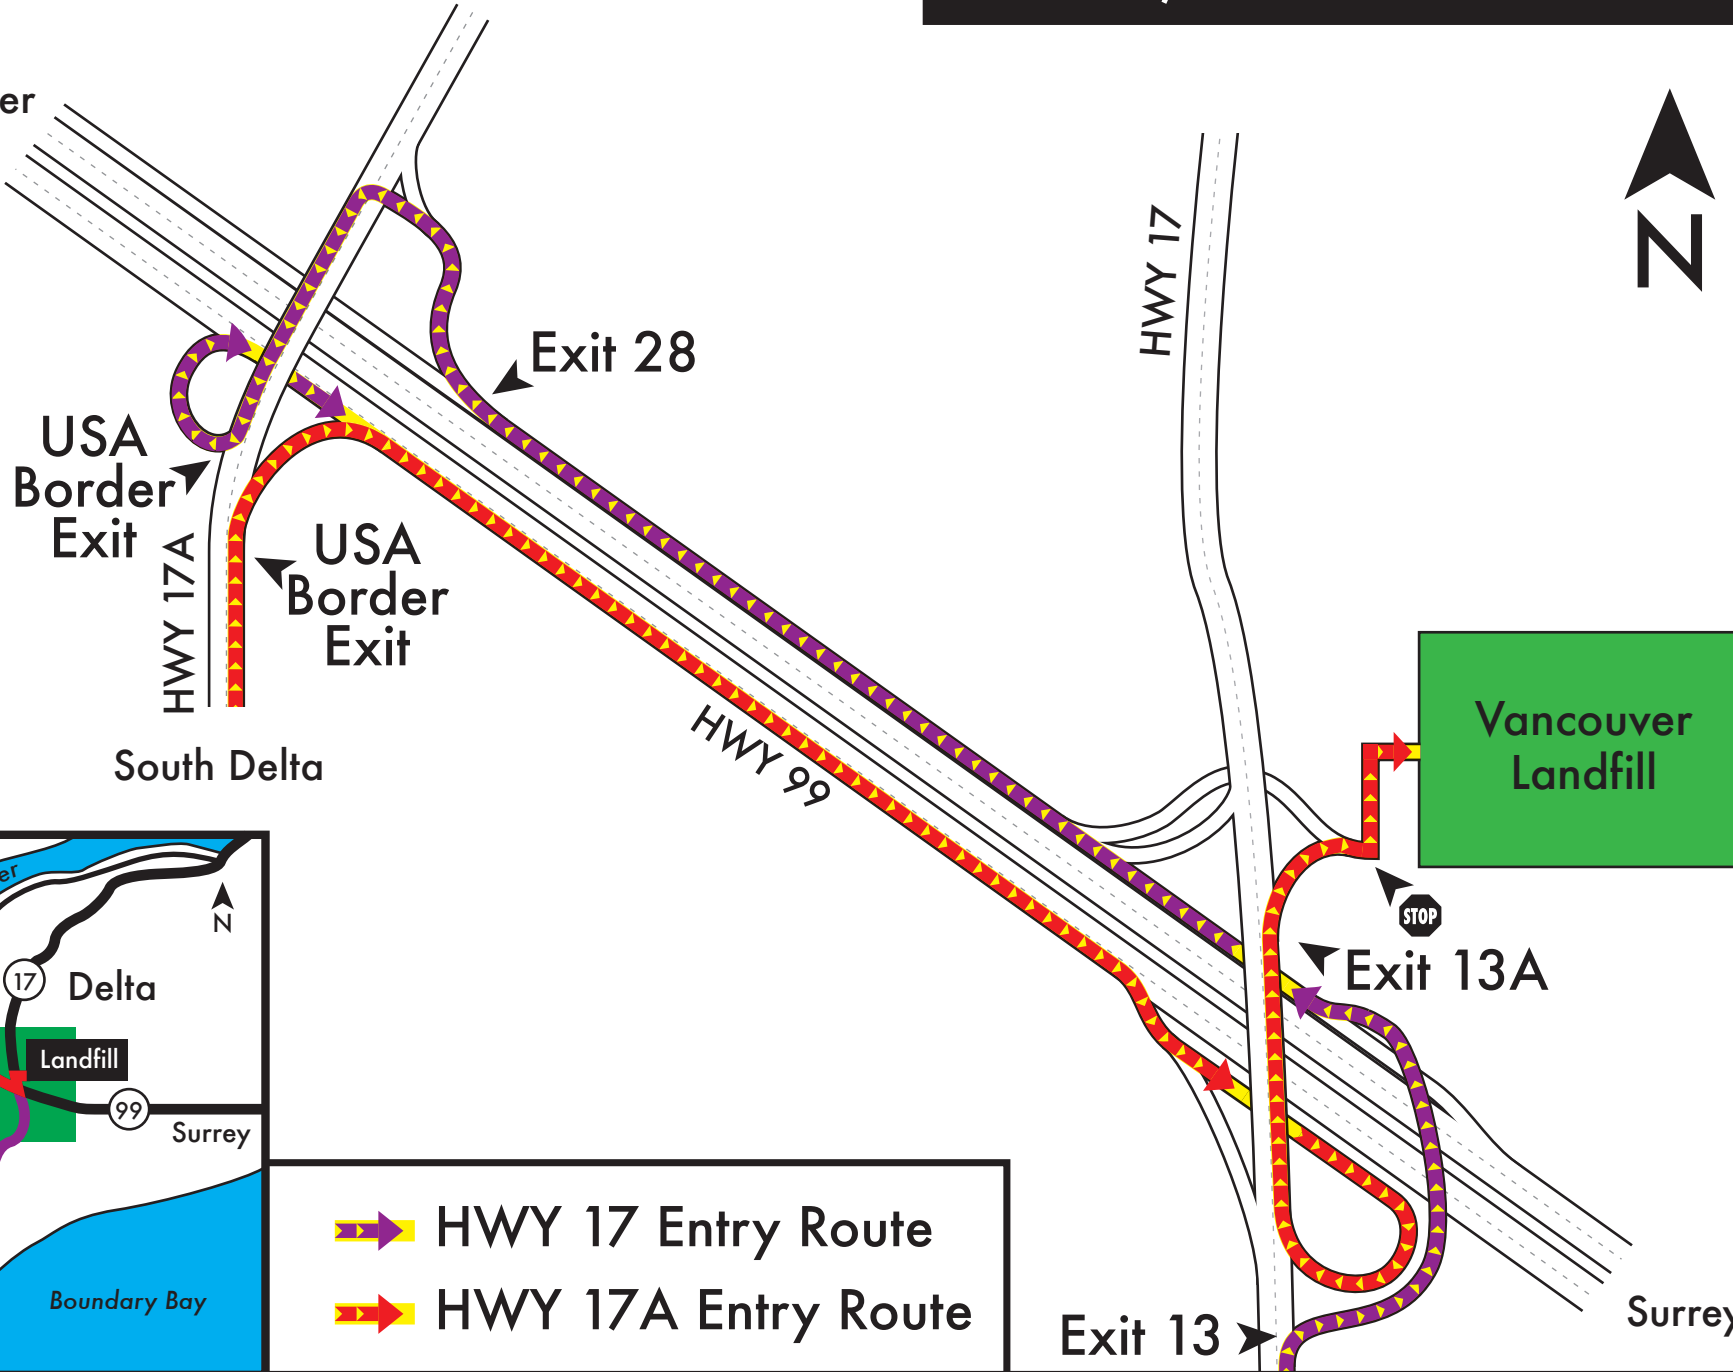 N
HWY 17
Exit 28
USA
Border
Exit
USA
Border
Exit
HWY 17A
South Delta
HWY 99
Vancouver
Landfill
STOP
Exit 13A
N
17
Delta
Landfill
99
Surrey
Boundary Bay
HWY 17 Entry Route
HWY 17A Entry Route
Exit 13
Surrey